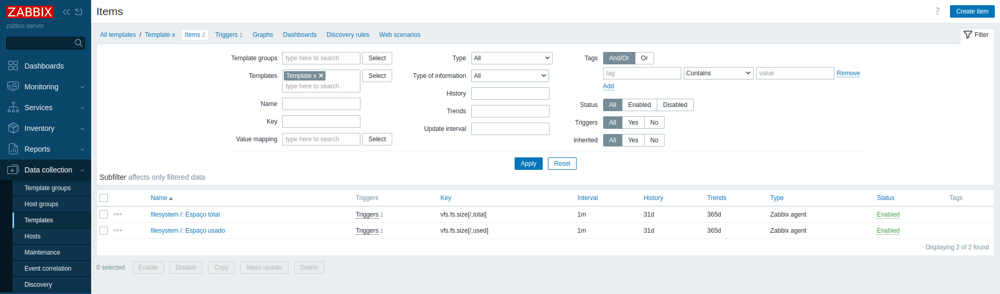 ZABBIX
zabbix-server
Dashboards
Monitoring
Services
Inventory
Reports
Data collection
Template groups
Host groups
Templates
Hosts
Maintenance
Event correlation
Discovery
Items
? Create item
All templates / Template x Items 2 Triggers 1 Graphs Dashboards Discovery rules Web scenarios Filter
Template groups type here to search Select
Templates Template x type here to search Select
Name
Key
Value mapping type here to search Select
Type All
Type of information All
History
Trends
Update interval
Tags And/Or Or
tag Contains value Remove
Add
Status All Enabled Disabled
Triggers All Yes No
Inherited All Yes No
Apply Reset
Subfilter affects only filtered data
Name Triggers Key Interval History Trends Type Status Tags
filesystem /: Espaço total Triggers 1 vfs.fs.size[/,total] 1m 31d 365d Zabbix agent Enabled
filesystem /: Espaço usado Triggers 1 vfs.fs.size[/,used] 1m 31d 365d Zabbix agent Enabled
Displaying 2 of 2 found
0 selected Enable Disable Copy Mass update Delete